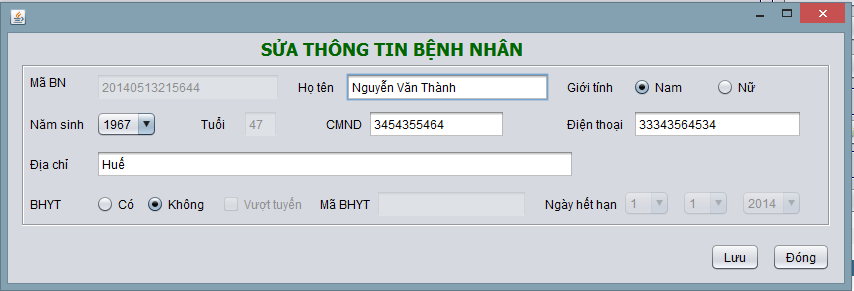 SỬA THÔNG TIN BỆNH NHÂN
Mã BN 20140513215644 Họ tên Nguyễn Văn Thành Giới tính Nam Nữ
Năm sinh 1967 Tuổi 47 CMND 3454355464 Điện thoại 33343564534
Địa chỉ Huế
BHYT Có Không Vượt tuyến Mã BHYT Ngày hết hạn 1 1 2014
Lưu Đóng